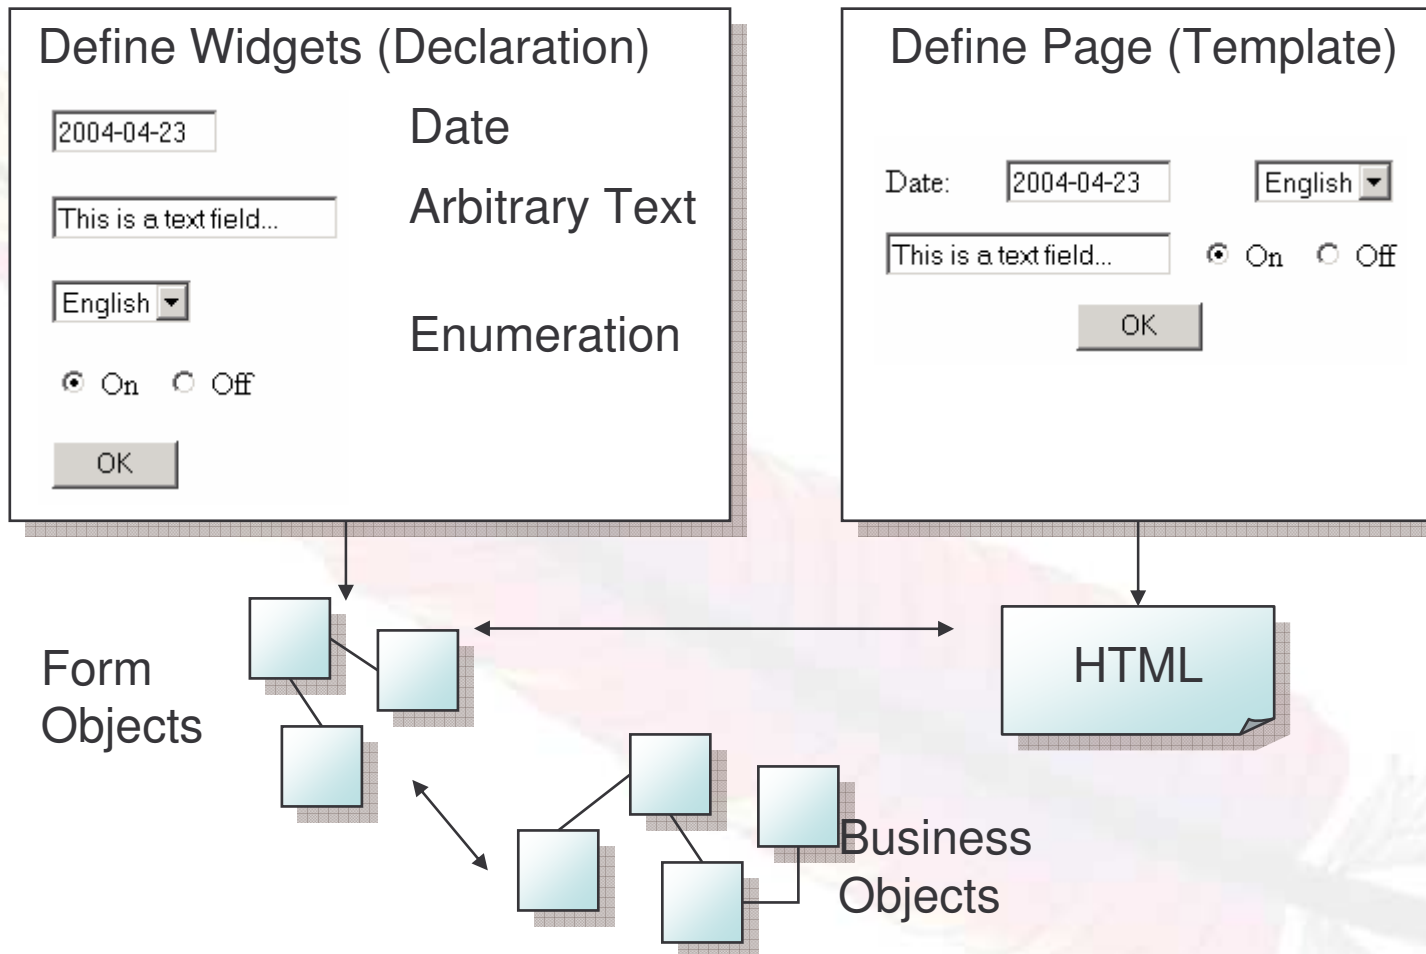 Define Widgets (Declaration)
2004-04-23
Date
This is a text field...
Arbitrary Text
English
Enumeration
On Off
OK
Define Page (Template)
Date: 2004-04-23 English
This is a text field... On Off
OK
Form
Objects
HTML
Business
Objects